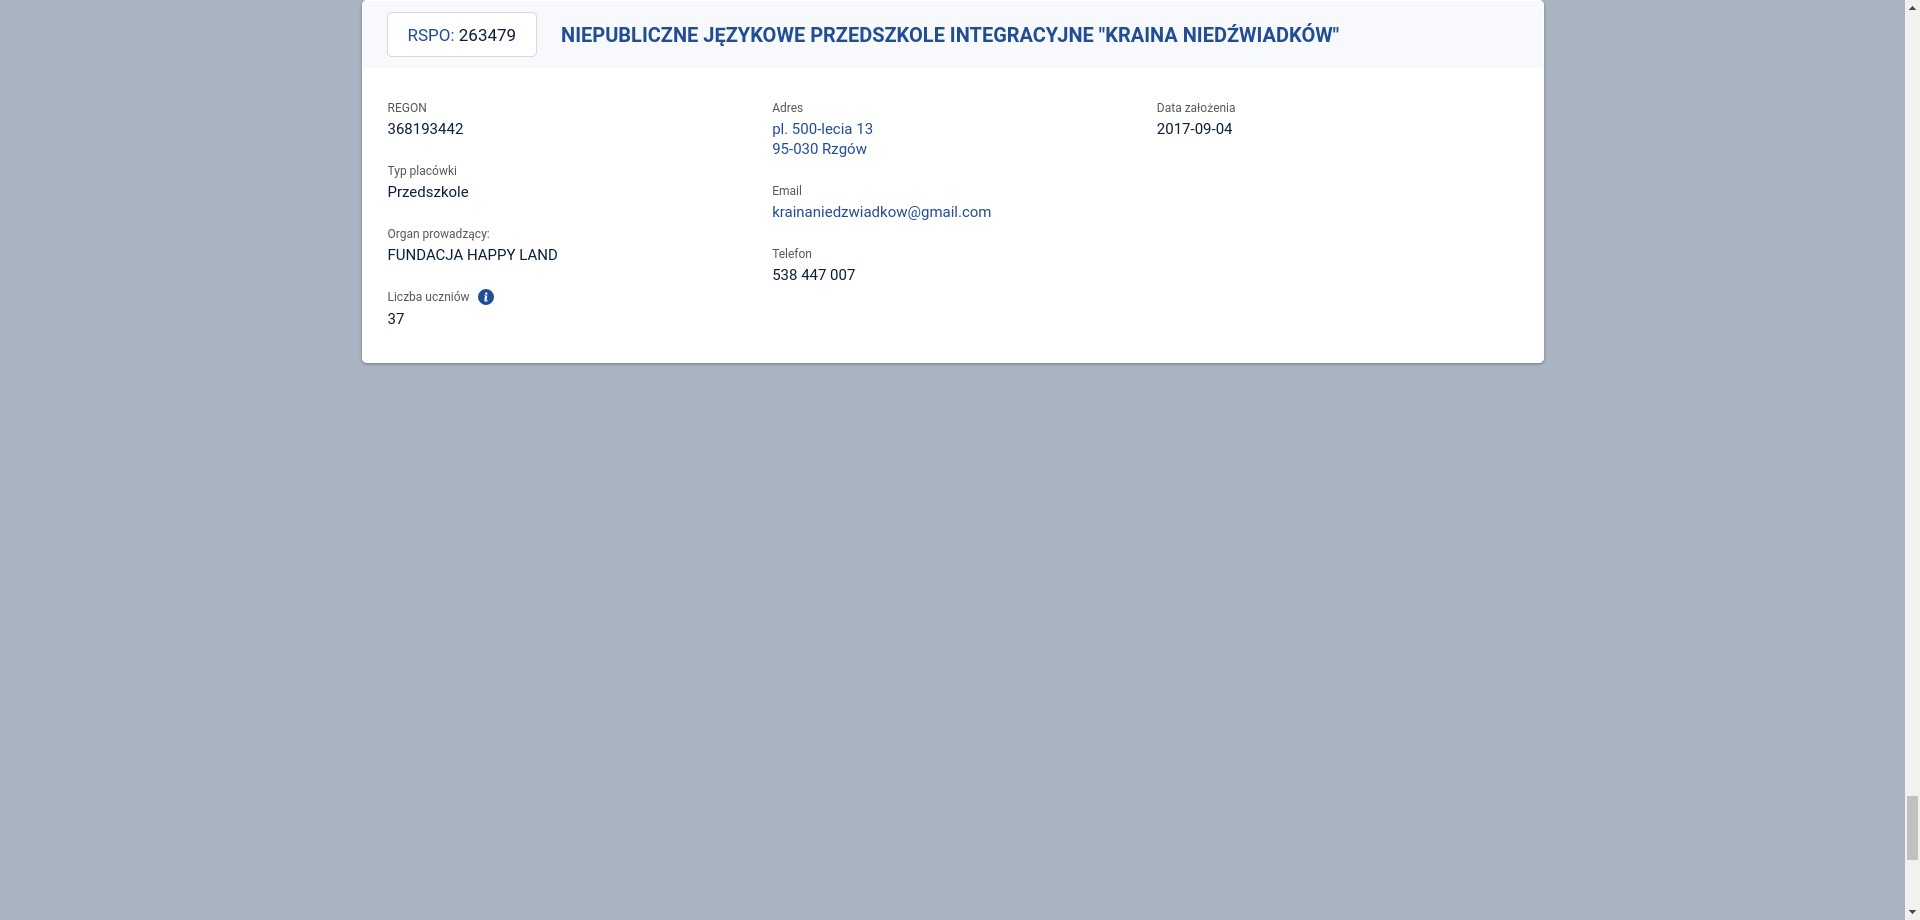 RSPO: 263479
NIEPUBLICZNE JĘZYKOWE PRZEDSZKOLE INTEGRACYJNE "KRAINA NIEDŹWIADKÓW"
REGON
368193442
Typ placówki
Przedszkole
Organ prowadzący:
FUNDACJA HAPPY LAND
Liczba uczniów
37
Adres
pl. 500-lecia 13
95-030 Rzgów
Email
krainaniedzwiadkow@gmail.com
Telefon
538 447 007
Data założenia
2017-09-04